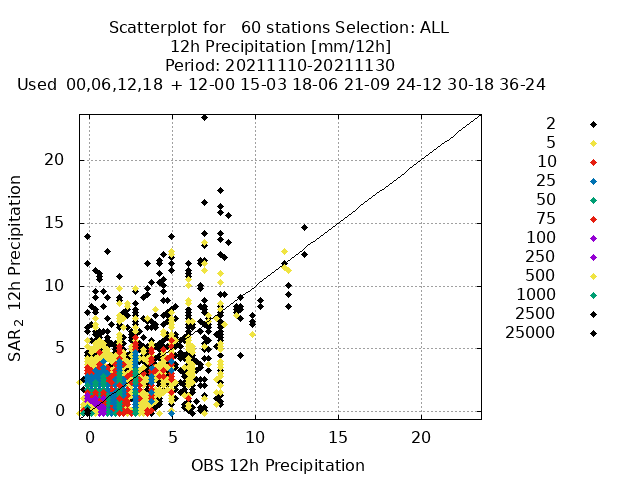 Scatterplot for 60 stations Selection: ALL
12h Precipitation [mm/12h]
Period: 20211110-20211130
Used 00,06,12,18 + 12-00 15-03 18-06 21-09 24-12 30-18 36-24
SAR2 12h Precipitation
20
15
10
5
0
0 5 10 15 20
OBS 12h Precipitation
2
5
10
25
50
75
100
250
500
1000
2500
25000